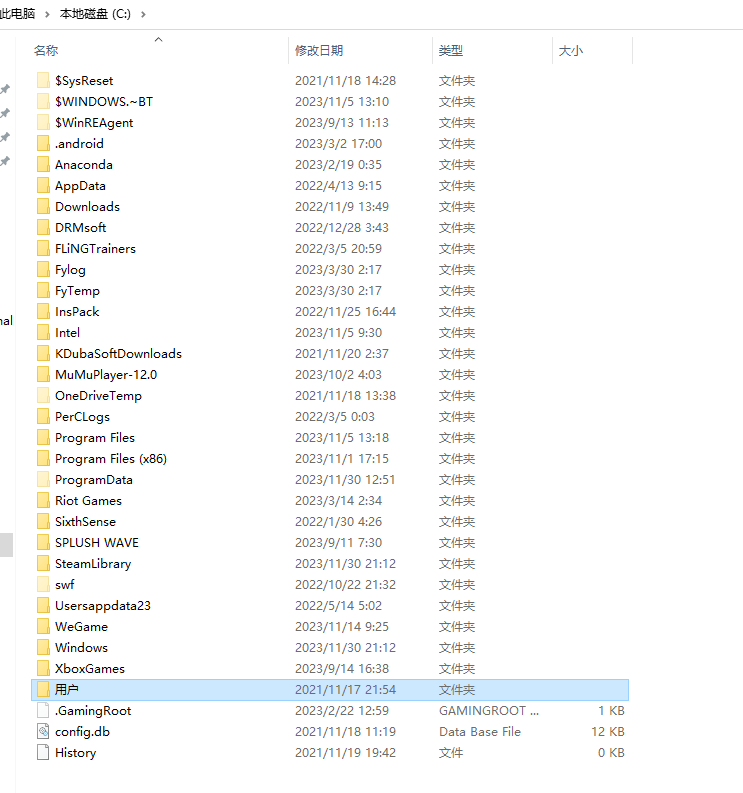 此电脑 › 本地磁盘 (C:) ›
名称 修改日期 类型 大小
$SysReset 2021/11/18 14:28 文件夹
$WINDOWS.~BT 2023/11/5 13:10 文件夹
$WinREAgent 2023/9/13 11:13 文件夹
.android 2023/3/2 17:00 文件夹
Anaconda 2023/2/19 0:35 文件夹
AppData 2022/4/13 9:15 文件夹
Downloads 2022/11/9 13:49 文件夹
DRMsoft 2022/12/28 3:43 文件夹
FLiNGTrainers 2022/3/5 20:59 文件夹
Fylog 2023/3/30 2:17 文件夹
FyTemp 2023/3/30 2:17 文件夹
InsPack 2022/11/25 16:44 文件夹
nal
Intel 2023/11/5 9:30 文件夹
KDubaSoftDownloads 2021/11/20 2:37 文件夹
MuMuPlayer-12.0 2023/10/2 4:03 文件夹
OneDriveTemp 2021/11/18 13:38 文件夹
PerCLogs 2022/3/5 0:03 文件夹
Program Files 2023/11/5 13:18 文件夹
Program Files (x86) 2023/11/1 17:15 文件夹
ProgramData 2023/11/30 12:51 文件夹
Riot Games 2023/3/14 2:34 文件夹
SixthSense 2022/1/30 4:26 文件夹
SPLUSH WAVE 2023/9/11 7:30 文件夹
SteamLibrary 2023/11/30 21:12 文件夹
swf 2022/10/22 21:32 文件夹
Usersappdata23 2022/5/14 5:02 文件夹
WeGame 2023/11/14 9:25 文件夹
Windows 2023/11/30 21:12 文件夹
XboxGames 2023/9/14 16:38 文件夹
用户 2021/11/17 21:54 文件夹
.GamingRoot 2023/2/22 12:59 GAMINGROOT ... 1 KB
config.db 2021/11/18 11:19 Data Base File 12 KB
History 2021/11/19 19:42 文件 0 KB